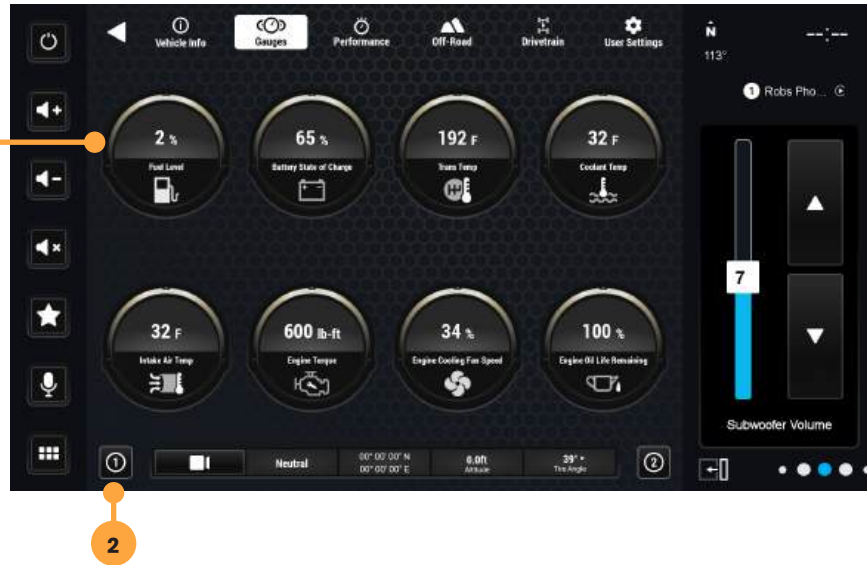 Vehicle Info
Gauges
Performance
Off-Road
Drivetrain
User Settings
N
113°
--:--
1 Robs Pho...
2 %
Fuel Level
65 %
Battery State of Charge
192 F
Trans Temp
32 F
Coolant Temp
32 F
Intake Air Temp
600 lb-ft
Engine Torque
34 %
Engine Cooling Fan Speed
100 %
Engine Oil Life Remaining
7
Subwoofer Volume
1
Neutral
00° 00' 00" N
00° 00' 00" E
0.0ft
Altitude
39° •
Tire Angle
2
2